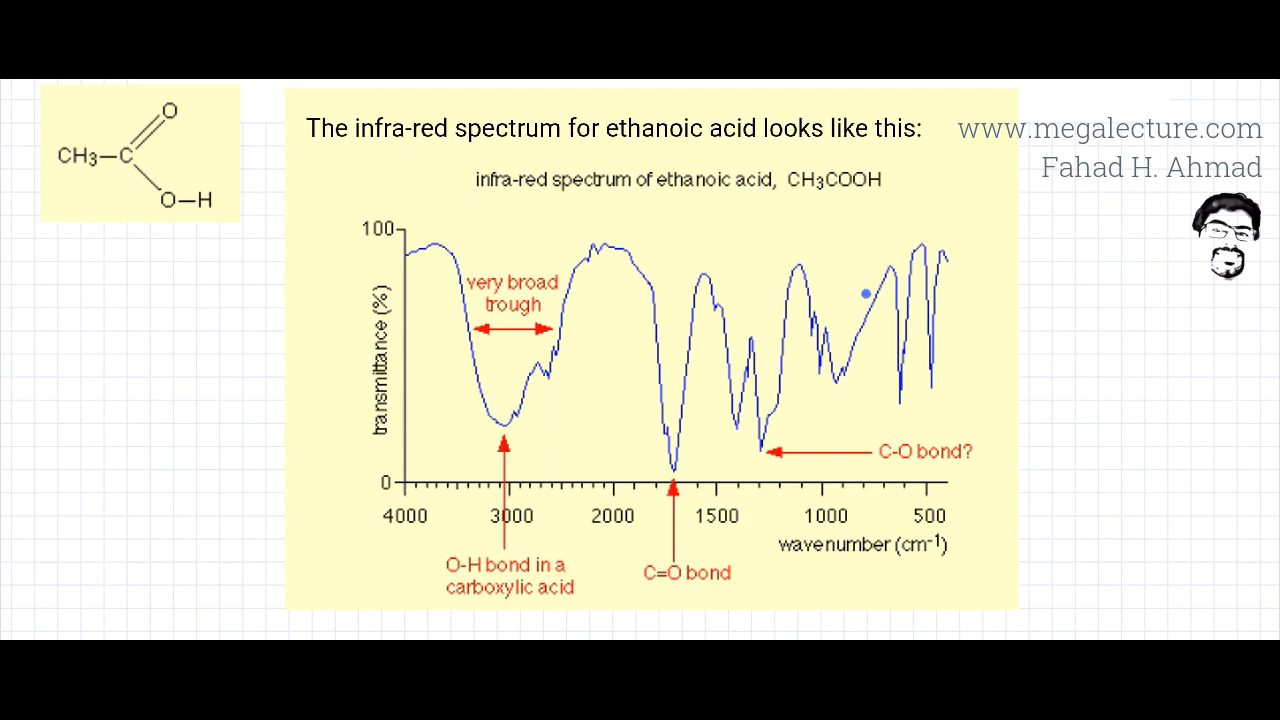 O
CH3–C
O–H
The infra-red spectrum for ethanoic acid looks like this:
www.megalecture.com
Fahad H. Ahmad
infra-red spectrum of ethanoic acid, CH3COOH
100
very broad
trough
transmittance (%)
C-O bond?
0
4000 3000 2000 1500 1000 500
wavenumber (cm-1)
O-H bond in a
carboxylic acid
C=O bond